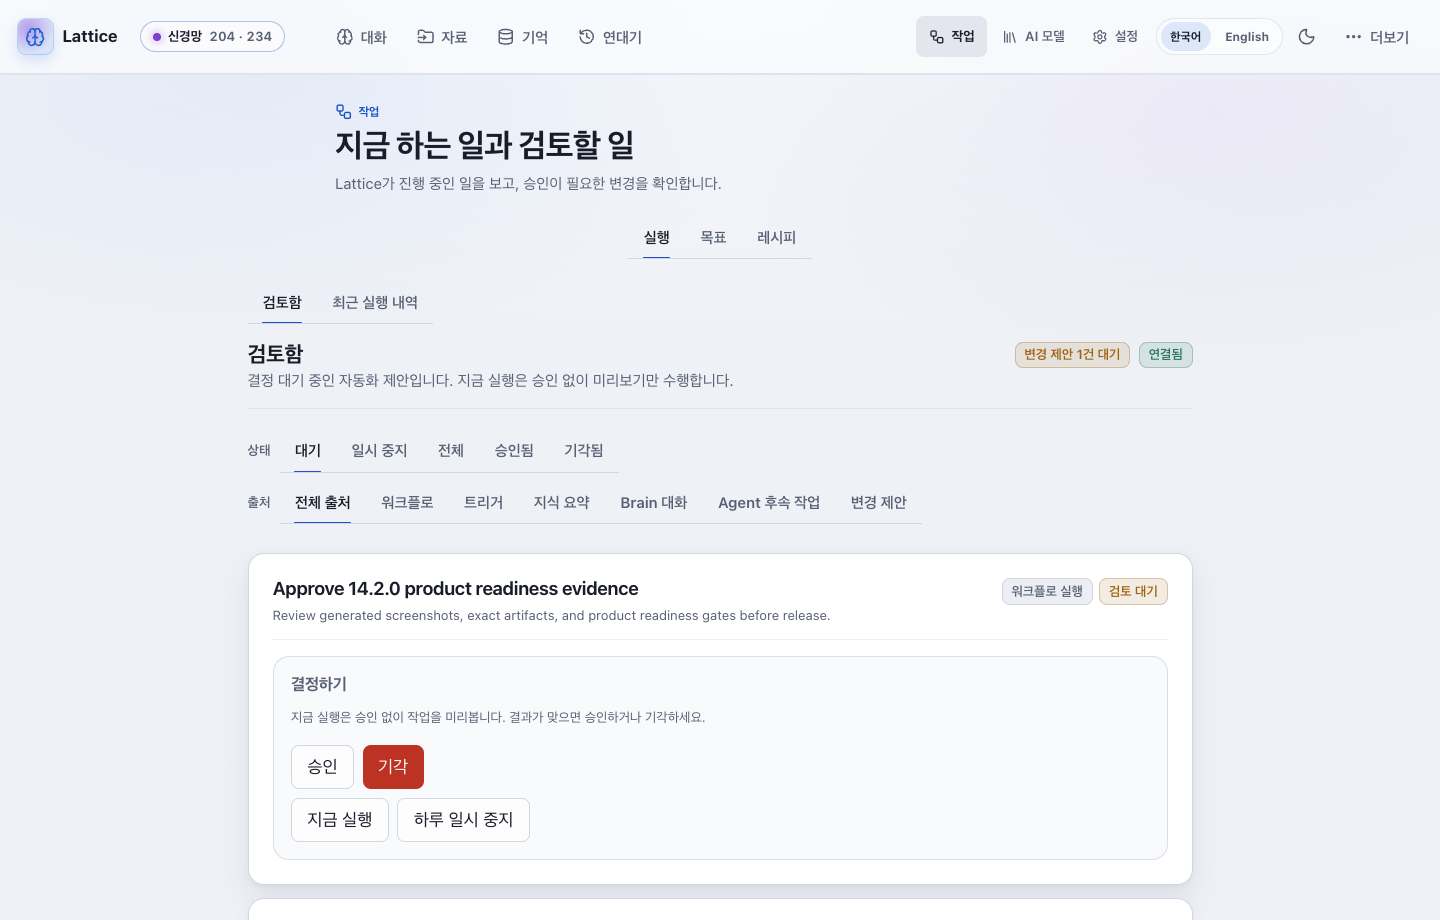 Lattice
신경망 204 · 234
대화
자료
기억
연대기
작업
AI 모델
설정
한국어
English
더보기
작업
지금 하는 일과 검토할 일
Lattice가 진행 중인 일을 보고, 승인이 필요한 변경을 확인합니다.
실행
목표
레시피
검토함
최근 실행 내역
검토함
변경 제안 1건 대기
연결됨
결정 대기 중인 자동화 제안입니다. 지금 실행은 승인 없이 미리보기만 수행합니다.
상태
대기
일시 중지
전체
승인됨
기각됨
출처
전체 출처
워크플로
트리거
지식 요약
Brain 대화
Agent 후속 작업
변경 제안
Approve 14.2.0 product readiness evidence
워크플로 실행
검토 대기
Review generated screenshots, exact artifacts, and product readiness gates before release.
결정하기
지금 실행은 승인 없이 작업을 미리봅니다. 결과가 맞으면 승인하거나 기각하세요.
승인
기각
지금 실행
하루 일시 중지